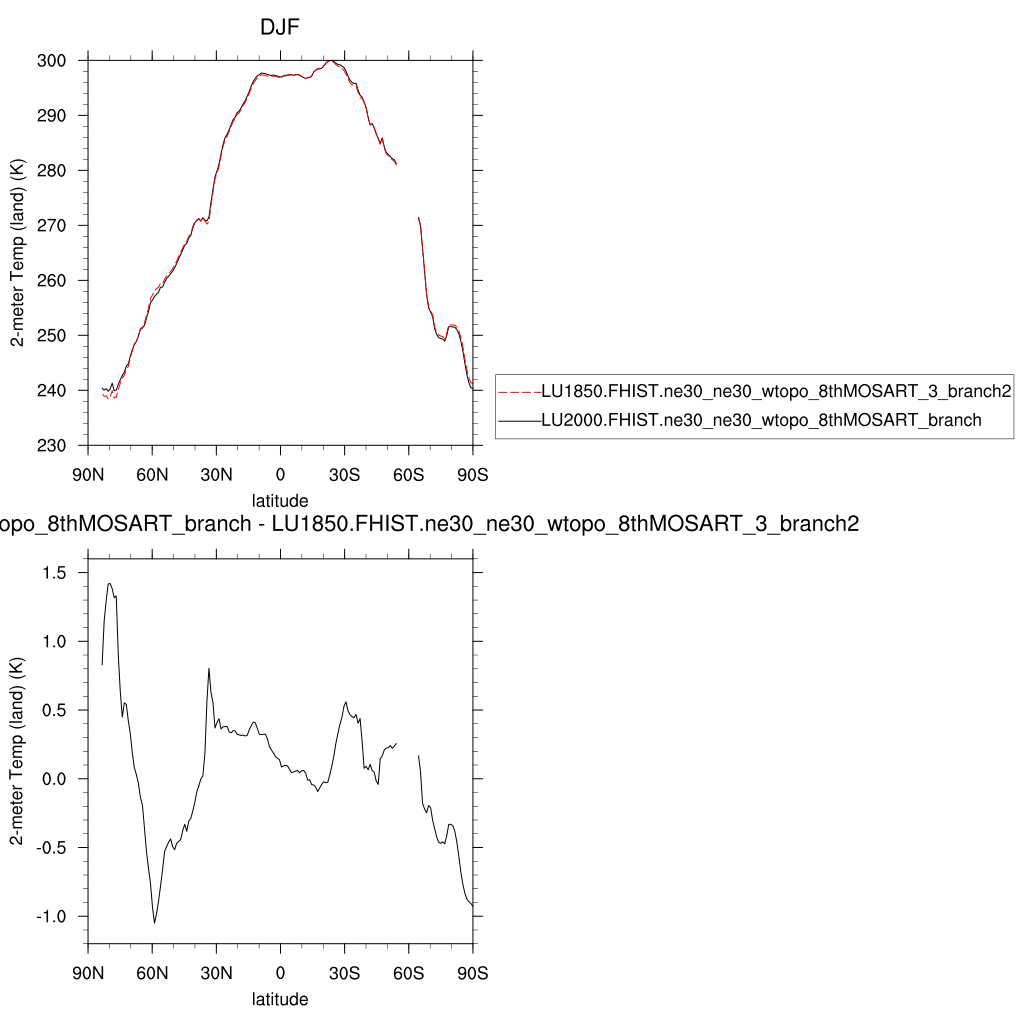 DJF
300
290
280
270
260
250
240
230
2-meter Temp (land) (K)
90N 60N 30N 0 30S 60S 90S
latitude
LU1850.FHIST.ne30_ne30_wtopo_8thMOSART_3_branch2
LU2000.FHIST.ne30_ne30_wtopo_8thMOSART_branch
opo_8thMOSART_branch - LU1850.FHIST.ne30_ne30_wtopo_8thMOSART_3_branch2
1.5
1.0
0.5
0.0
-0.5
-1.0
2-meter Temp (land) (K)
90N 60N 30N 0 30S 60S 90S
latitude